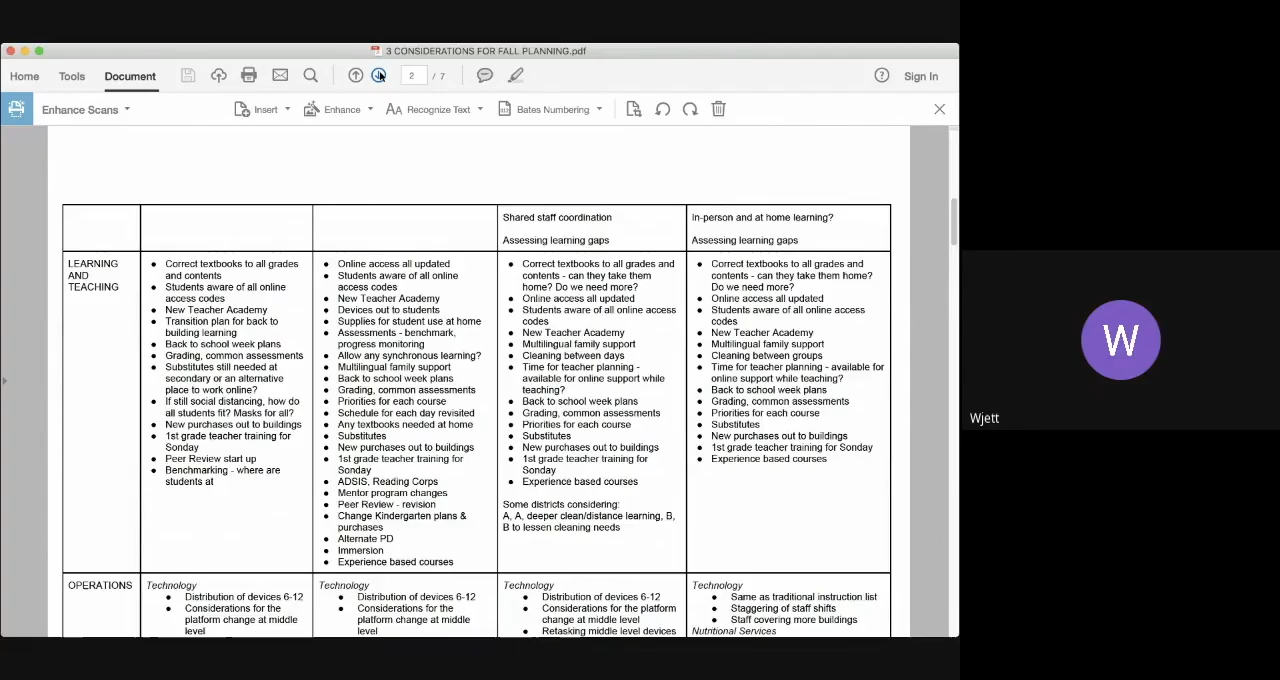 3 CONSIDERATIONS FOR FALL PLANNING.pdf
Home Tools Document 2 / 7 Sign In
Enhance Scans Insert Enhance Recognize Text Bates Numbering
Shared staff coordination
Assessing learning gaps
In-person and at home learning?
Assessing learning gaps
LEARNING
AND
TEACHING
Correct textbooks to all grades
and contents
Students aware of all online
access codes
New Teacher Academy
Transition plan for back to
building learning
Back to school week plans
Grading, common assessments
Substitutes still needed at
secondary or an alternative
place to work online?
If still social distancing, how do
all students fit? Masks for all?
New purchases out to buildings
1st grade teacher training for
Sonday
Peer Review start up
Benchmarking - where are
students at
Online access all updated
Students aware of all online
access codes
New Teacher Academy
Devices out to students
Supplies for student use at home
Assessments - benchmark,
progress monitoring
Allow any synchronous learning?
Multilingual family support
Back to school week plans
Grading, common assessments
Priorities for each course
Schedule for each day revisited
Any textbooks needed at home
Substitutes
New purchases out to buildings
1st grade teacher training for
Sonday
ADSIS, Reading Corps
Mentor program changes
Peer Review - revision
Change Kindergarten plans &
purchases
Alternate PD
Immersion
Experience based courses
Correct textbooks to all grades and
contents - can they take them
home? Do we need more?
Online access all updated
Students aware of all online access
codes
New Teacher Academy
Multilingual family support
Cleaning between days
Time for teacher planning -
available for online support while
teaching?
Back to school week plans
Grading, common assessments
Priorities for each course
Substitutes
New purchases out to buildings
1st grade teacher training for
Sonday
Experience based courses
Some districts considering:
A, A, deeper clean/distance learning, B,
B to lessen cleaning needs
Correct textbooks to all grades and
contents - can they take them home?
Do we need more?
Online access all updated
Students aware of all online access
codes
New Teacher Academy
Multilingual family support
Cleaning between groups
Time for teacher planning - available for
online support while teaching?
Back to school week plans
Grading, common assessments
Priorities for each course
Substitutes
New purchases out to buildings
1st grade teacher training for Sonday
Experience based courses
OPERATIONS
Technology
Distribution of devices 6-12
Considerations for the
platform change at middle
level
Technology
Distribution of devices 6-12
Considerations for the
platform change at middle
level
Technology
Distribution of devices 6-12
Considerations for the
platform change at middle level
Retasking middle level devices
Technology
Same as traditional instruction list
Staggering of staff shifts
Staff covering more buildings
Nutritional Services
W
Wjett